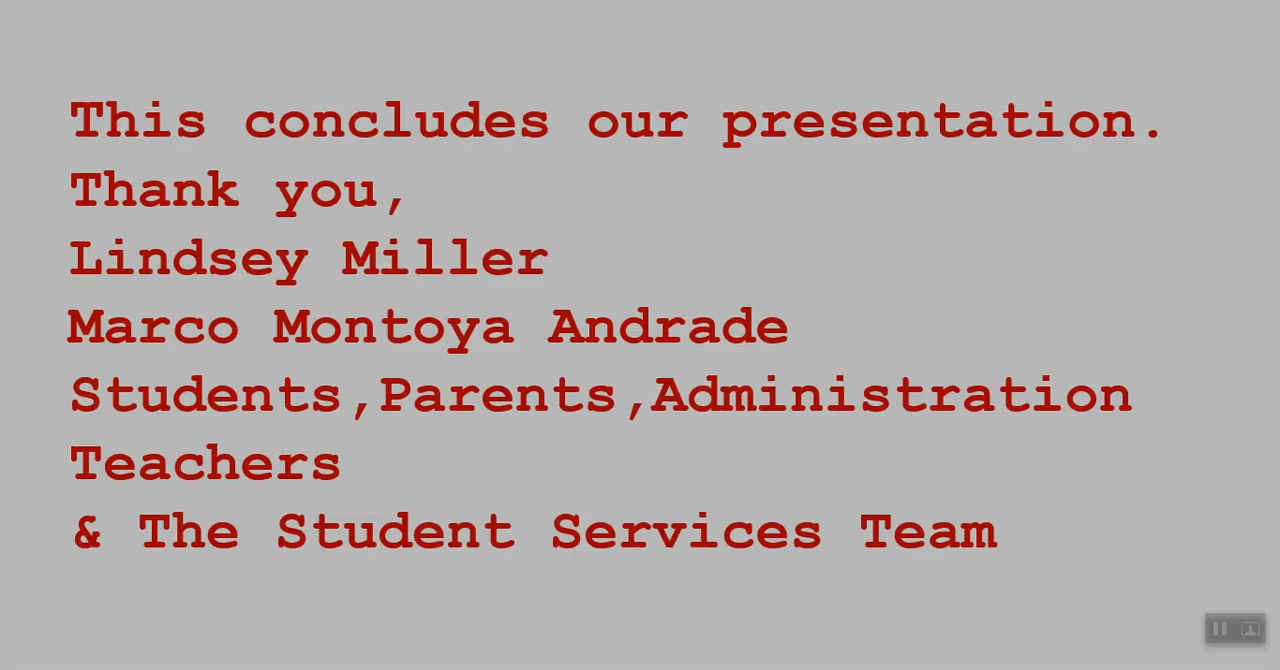 This concludes our presentation.
Thank you,
Lindsey Miller
Marco Montoya Andrade
Students,Parents,Administration
Teachers
& The Student Services Team